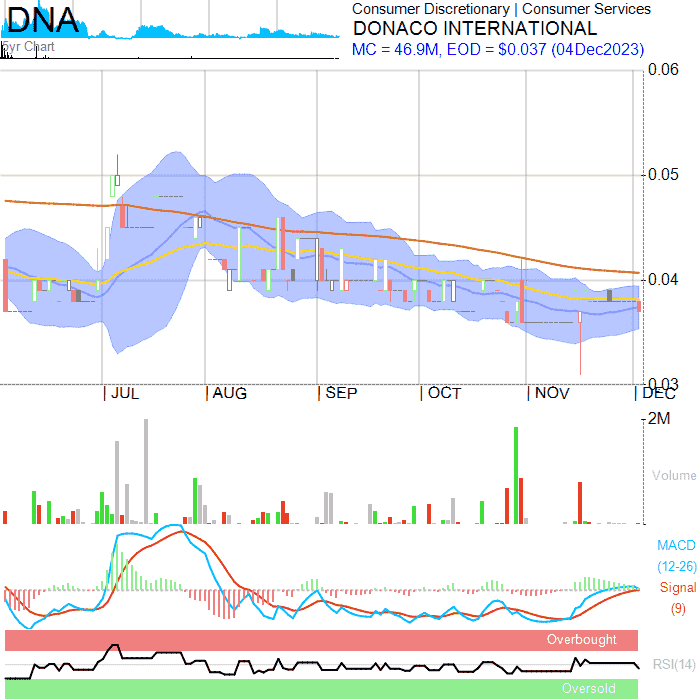 DNA
Consumer Discretionary | Consumer Services
DONACO INTERNATIONAL
5yr Chart
MC = 46.9M, EOD = $0.037 (04Dec2023)
0.06
0.05
0.04
0.03
| JUL | AUG | SEP | OCT | NOV | DEC
2M
Volume
MACD
(12-26)
Signal
(9)
Overbought
RSI(14)
Oversold